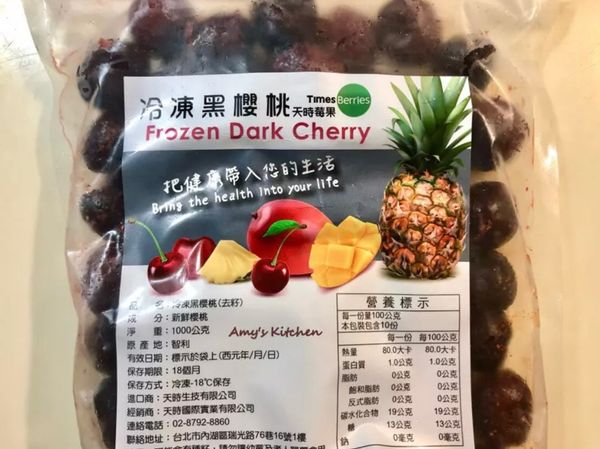 冷凍黑櫻桃 Times Berries
天時莓果
Frozen Dark Cherry
把健康帶入您的生活
Bring the health into your life
品 名：冷凍黑櫻桃(去籽)
成 分：新鮮櫻桃
淨 重：1000公克
原 產 地：智利
有效日期：標示於袋上(西元年/月/日)
保存期限：18個月
保存方式：冷凍-18℃保存
進口商：天時生技有限公司
經銷商：天時國際實業有限公司
連絡電話：02-8792-8860
聯絡地址：台北市內湖區瑞光路76巷16號1樓
Amy's Kitchen
營養標示
每一份量100公克
本包裝包含10份
每一份 每100公克
熱量 80.0大卡 80.0大卡
蛋白質 1.0公克 1.0公克
脂肪 0公克 0公克
飽和脂肪 0公克 0公克
反式脂肪 0公克 0公克
碳水化合物 19公克 19公克
糖 13公克 13公克
鈉 0毫克 0毫克